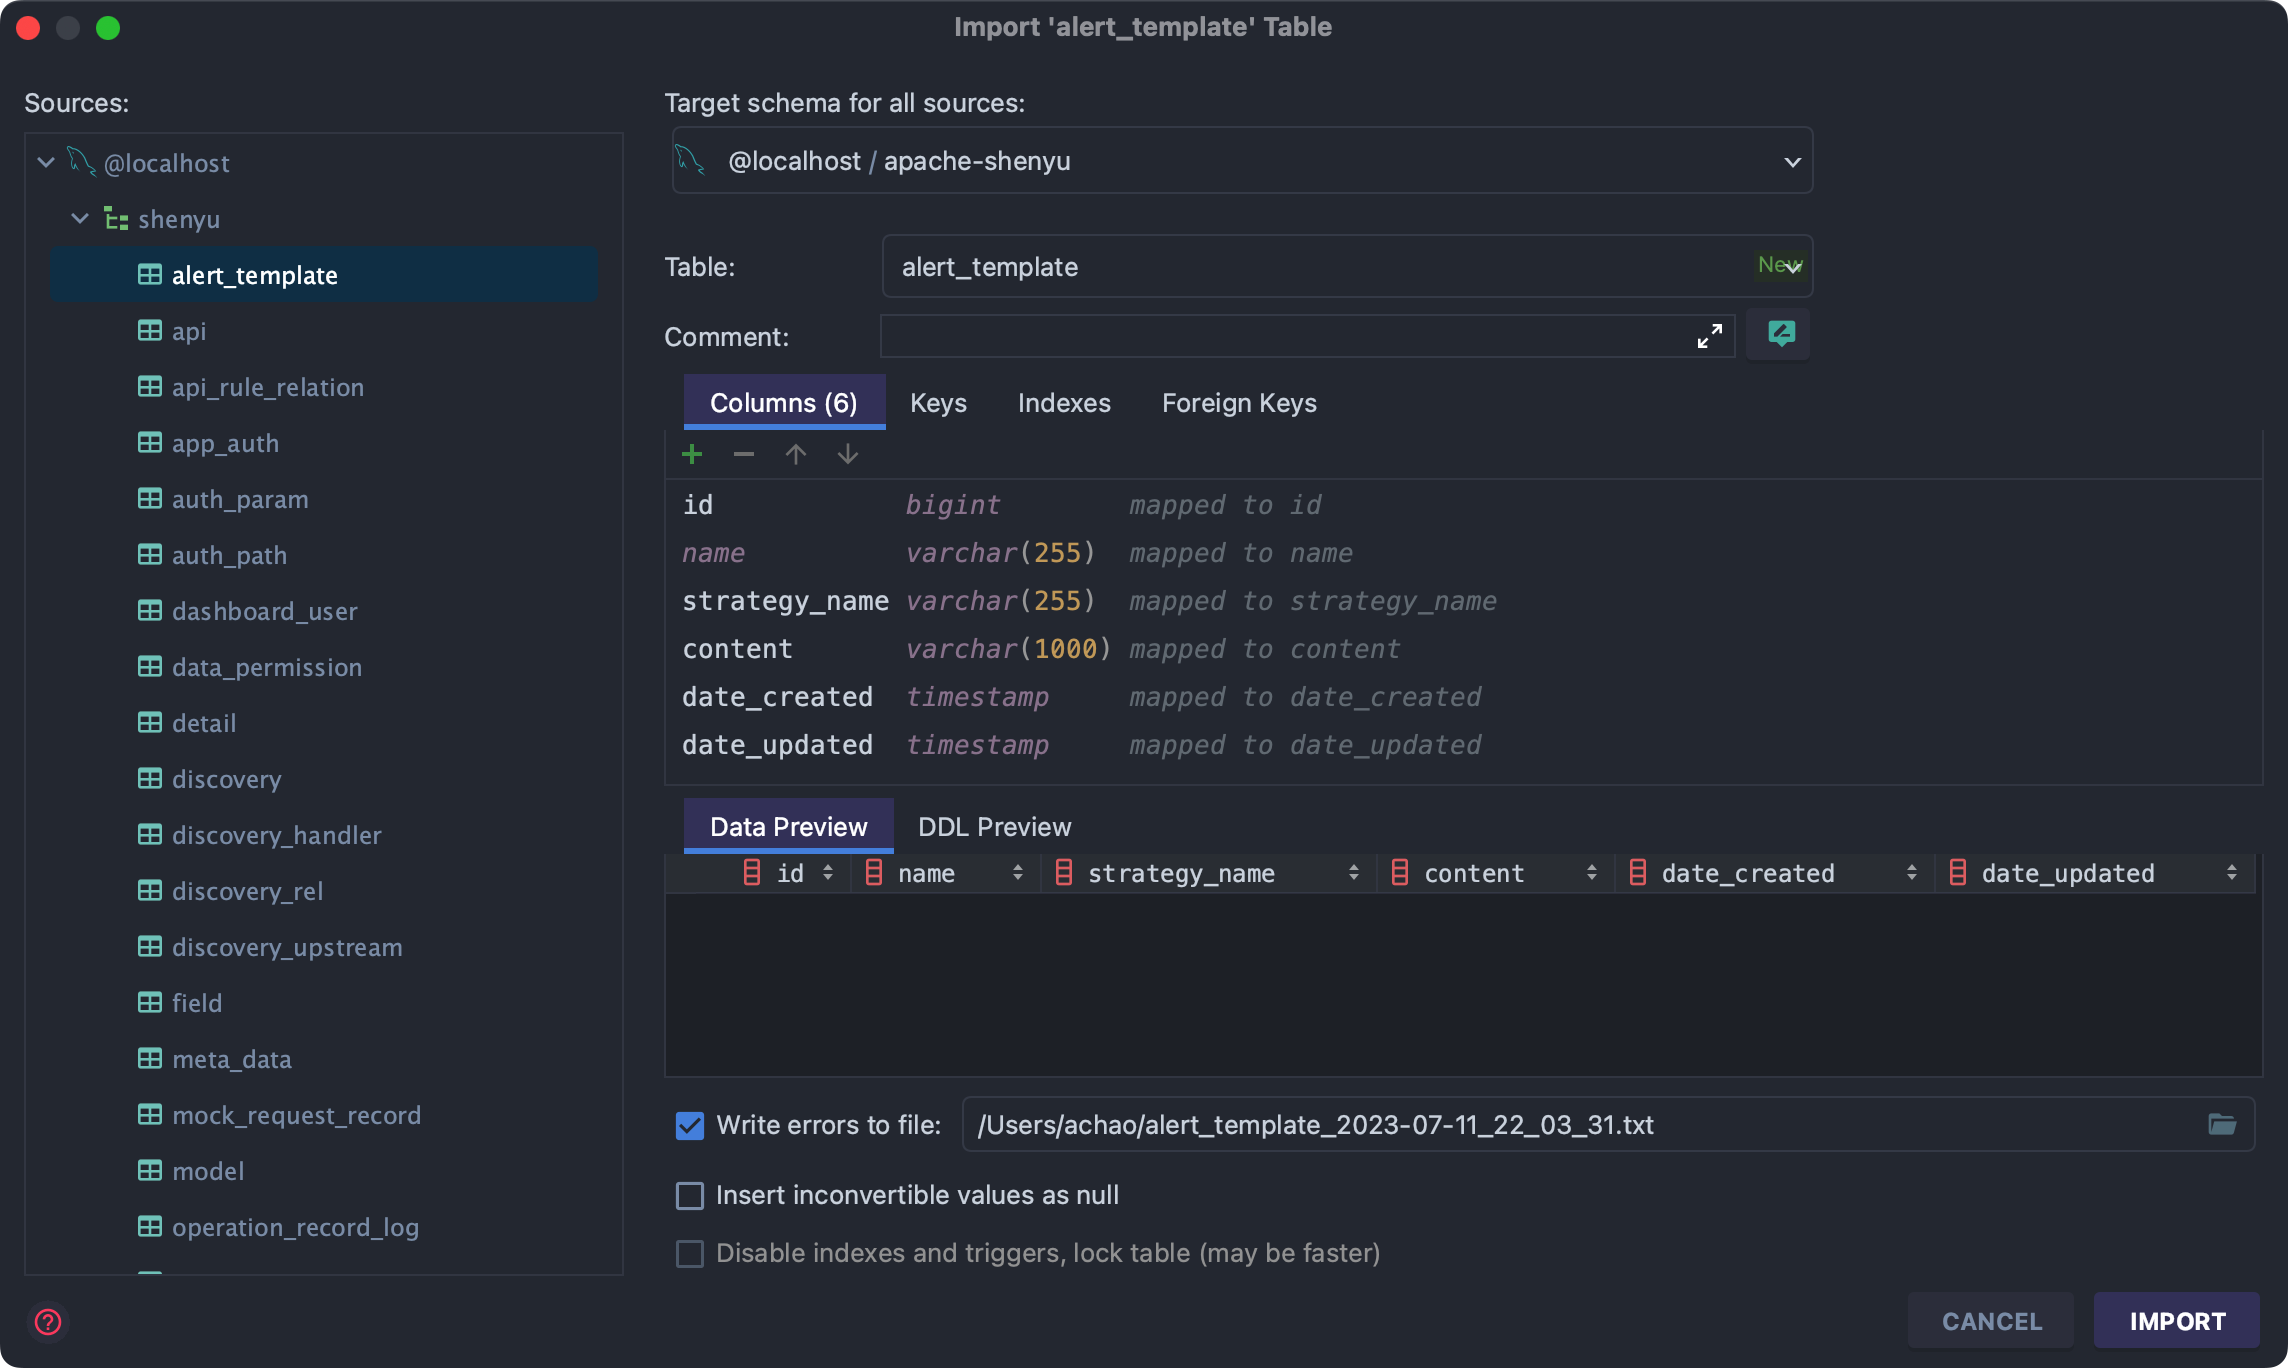 Import 'alert_template' Table
Sources:
@localhost
shenyu
alert_template
api
api_rule_relation
app_auth
auth_param
auth_path
dashboard_user
data_permission
detail
discovery
discovery_handler
discovery_rel
discovery_upstream
field
meta_data
mock_request_record
model
operation_record_log
Target schema for all sources:
@localhost / apache-shenyu
Table: alert_template New
Comment:
Columns (6) Keys Indexes Foreign Keys
id bigint mapped to id
name varchar(255) mapped to name
strategy_name varchar(255) mapped to strategy_name
content varchar(1000) mapped to content
date_created timestamp mapped to date_created
date_updated timestamp mapped to date_updated
Data Preview DDL Preview
id name strategy_name content date_created date_updated
Write errors to file: /Users/achao/alert_template_2023-07-11_22_03_31.txt
Insert inconvertible values as null
Disable indexes and triggers, lock table (may be faster)
? CANCEL IMPORT